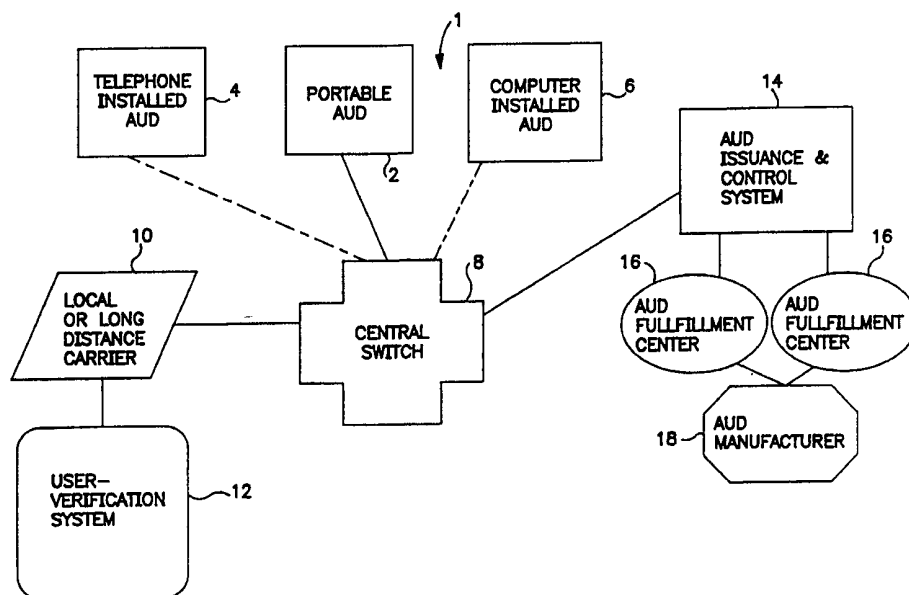 1
TELEPHONE
INSTALLED
AUD
4
PORTABLE
AUD
2
COMPUTER
INSTALLED
AUD
6
14
AUD
ISSUANCE &
CONTROL
SYSTEM
10
LOCAL
OR LONG
DISTANCE
CARRIER
8
CENTRAL
SWITCH
16
AUD
FULLFILLMENT
CENTER
16
AUD
FULLFILLMENT
CENTER
18
AUD
MANUFACTURER
USER-
VERIFICATION
SYSTEM
12